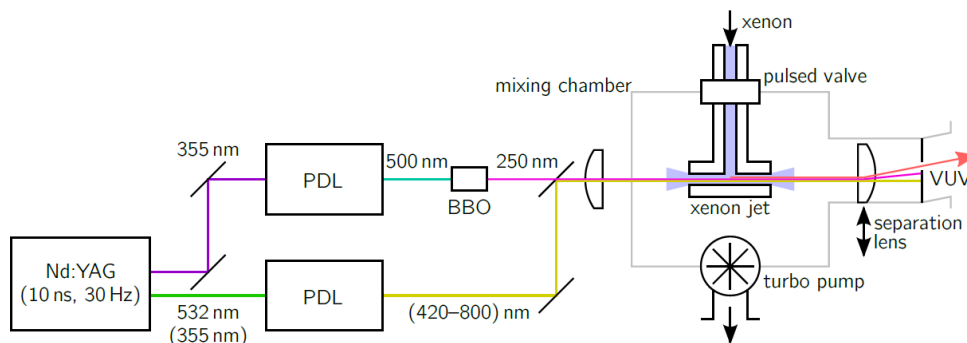 xenon
mixing chamber
pulsed valve
355 nm
PDL
500 nm
BBO
250 nm
xenon jet
VUV
separation
lens
Nd:YAG
(10 ns, 30 Hz)
532 nm
(355 nm)
PDL
(420–800) nm
turbo pump